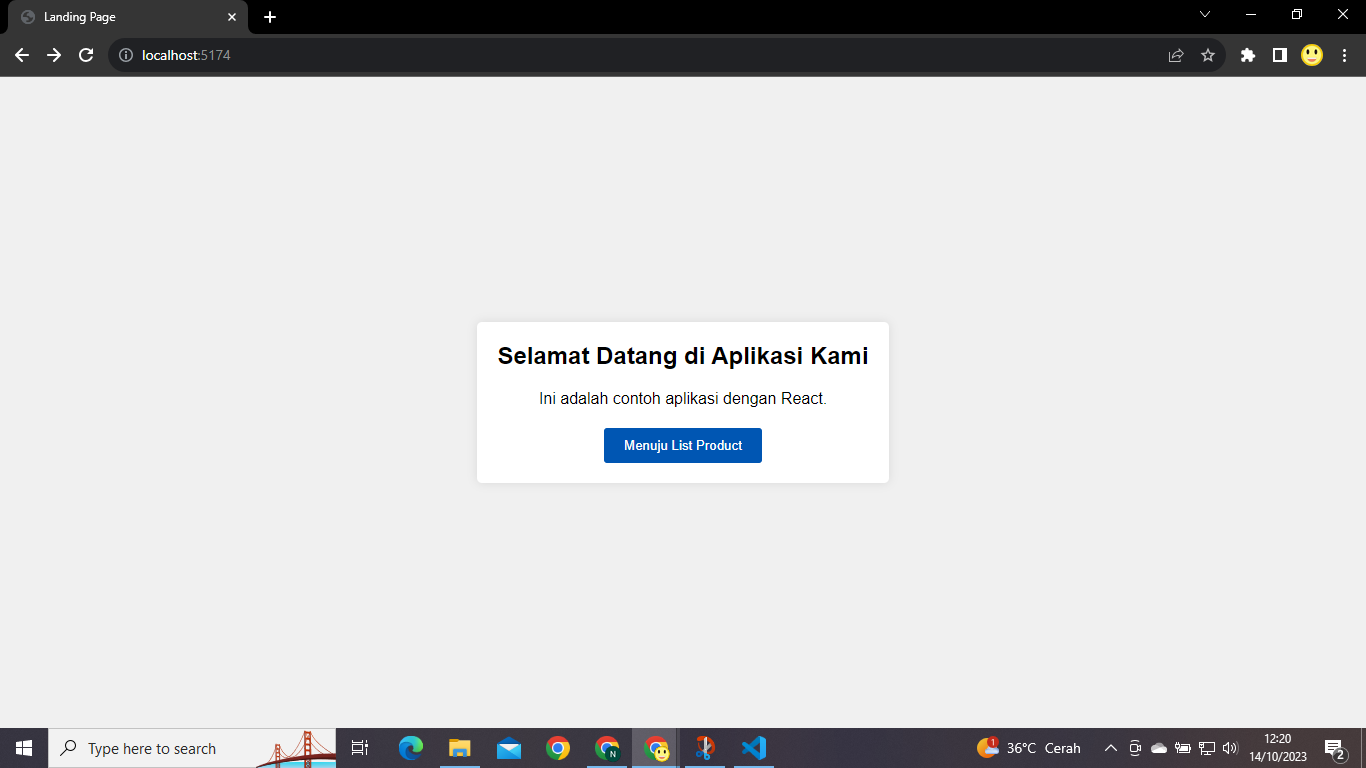 Landing Page
localhost:5174
Selamat Datang di Aplikasi Kami
Ini adalah contoh aplikasi dengan React.
Menuju List Product
Type here to search
N
1
36°C Cerah
12:20
14/10/2023
2